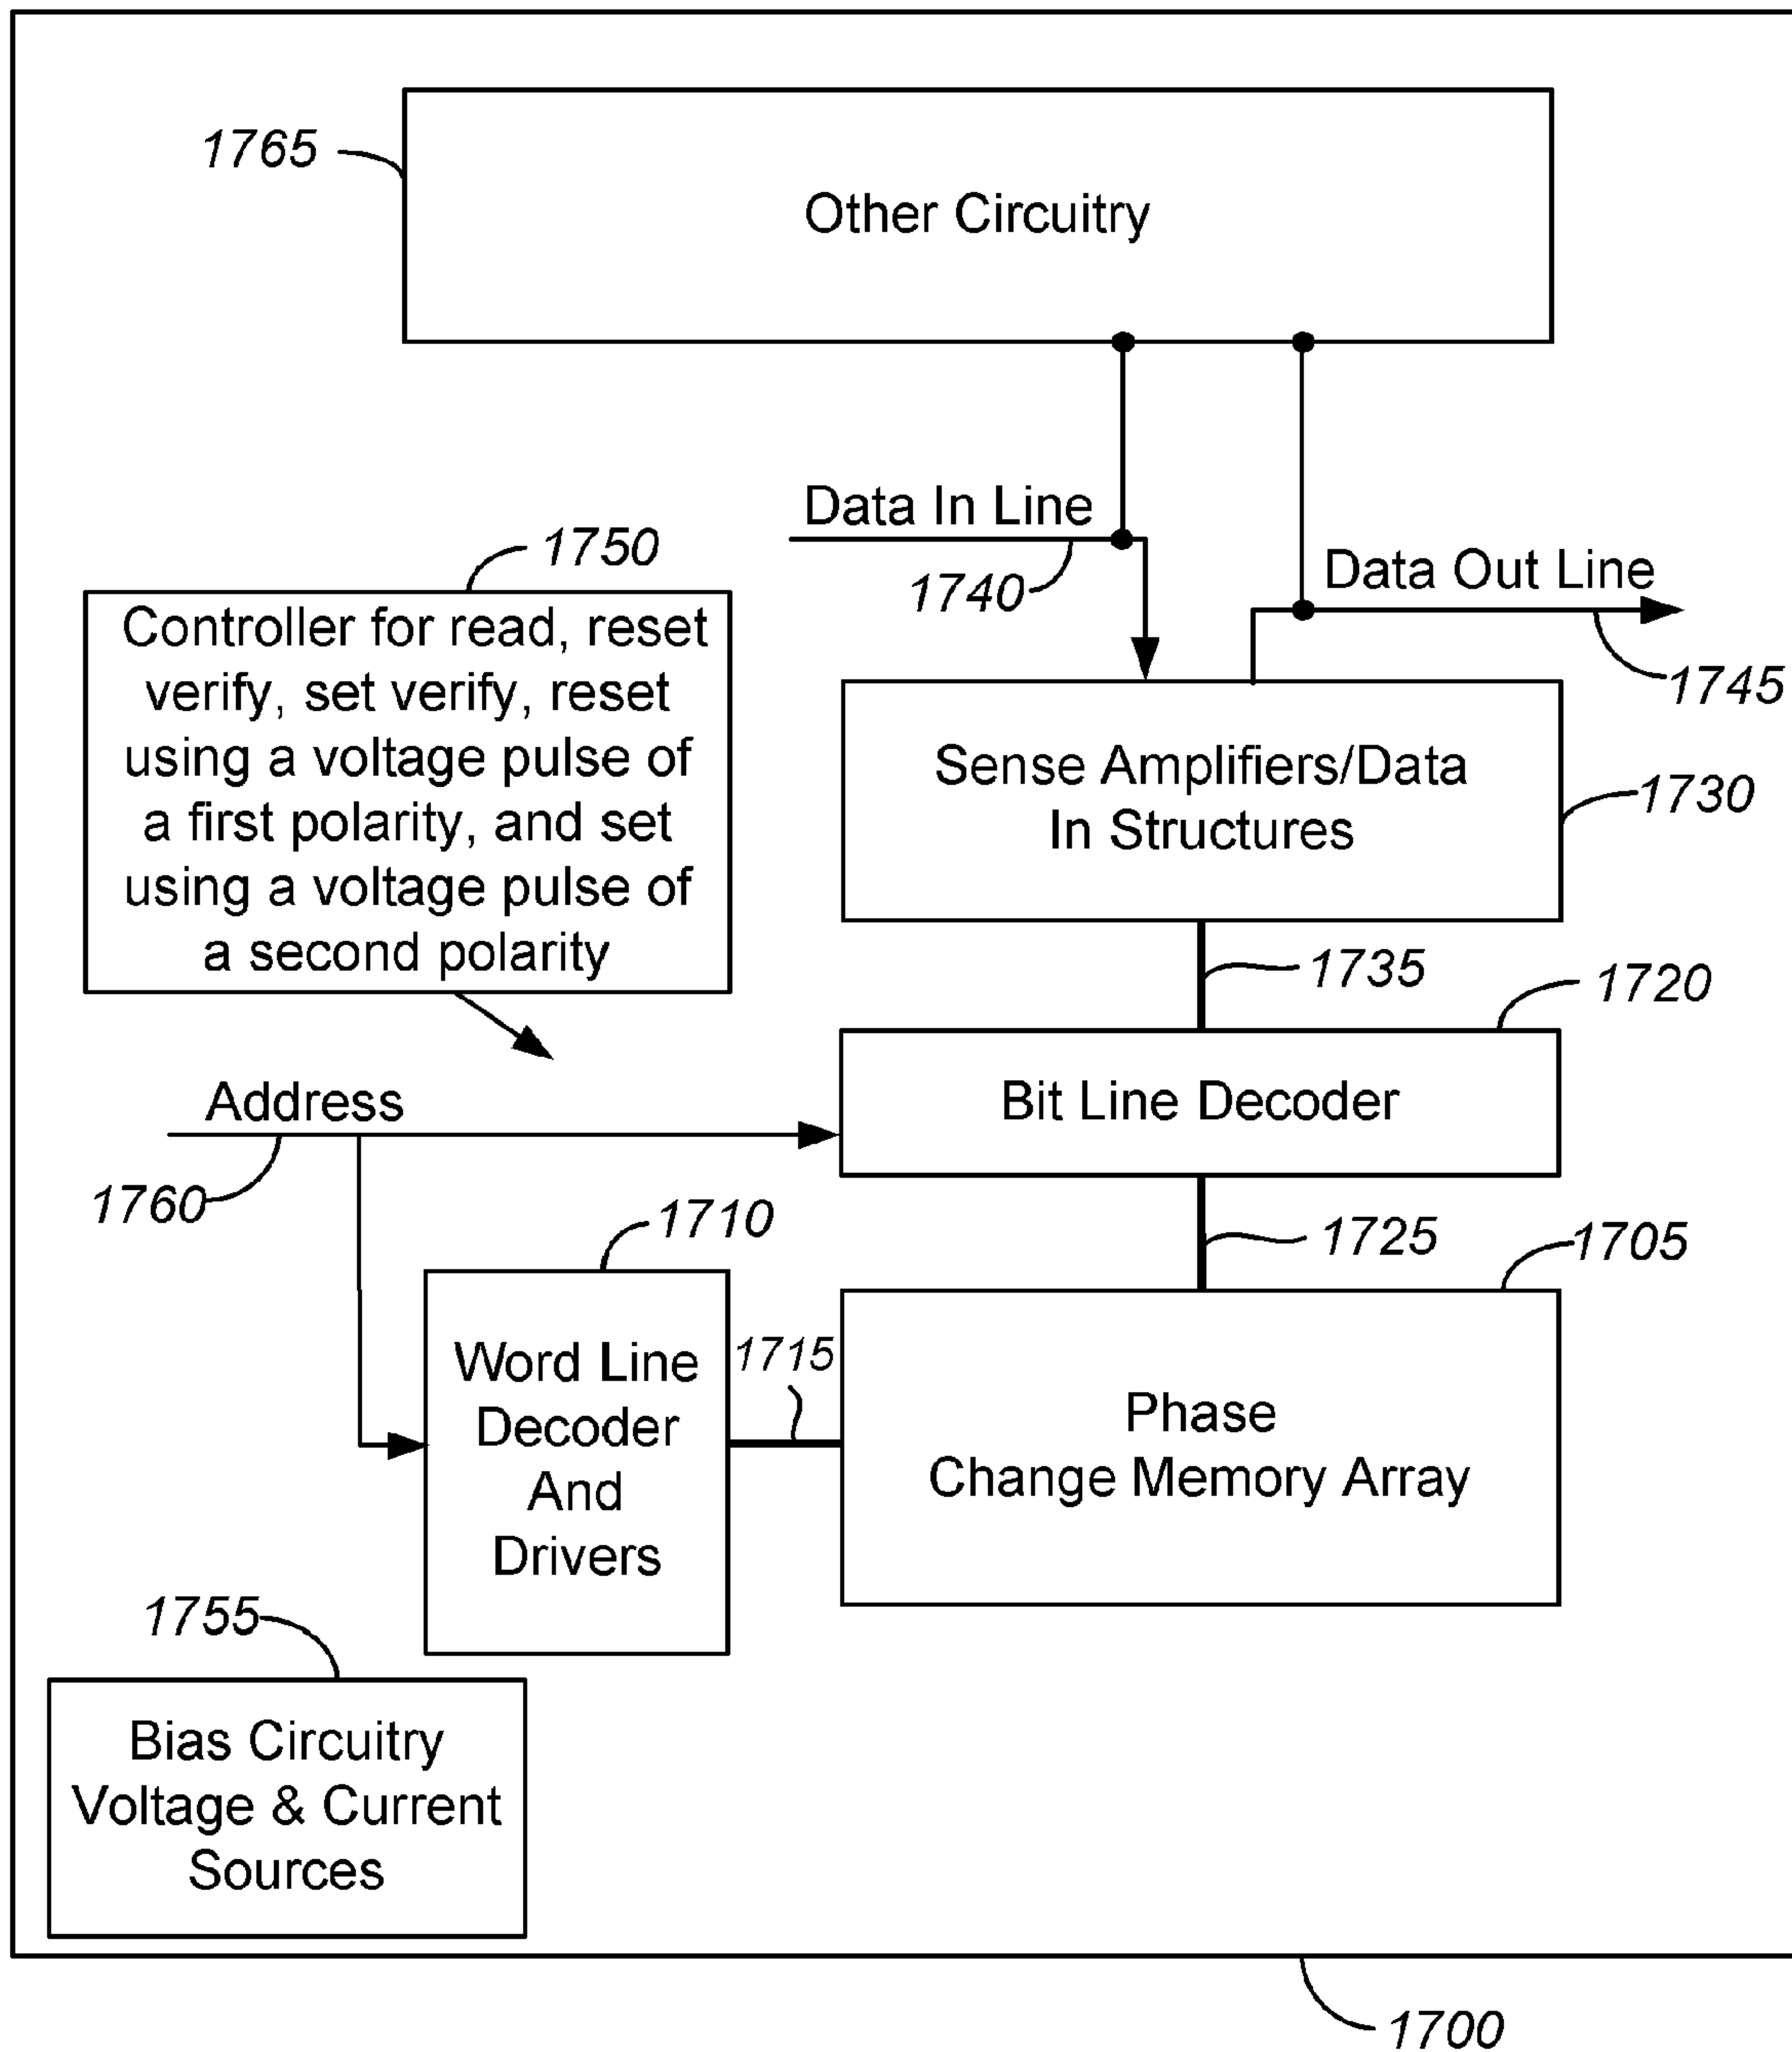 1765
Other Circuitry
Data In Line
1740
Data Out Line
1745
1750
Controller for read, reset
verify, set verify, reset
using a voltage pulse of
a first polarity, and set
using a voltage pulse of
a second polarity
Sense Amplifiers/Data
In Structures
1730
1735
1720
Bit Line Decoder
Address
1760
1710
1725
1705
Word Line
Decoder
And
Drivers
1715
Phase
Change Memory Array
1755
Bias Circuitry
Voltage & Current
Sources
1700